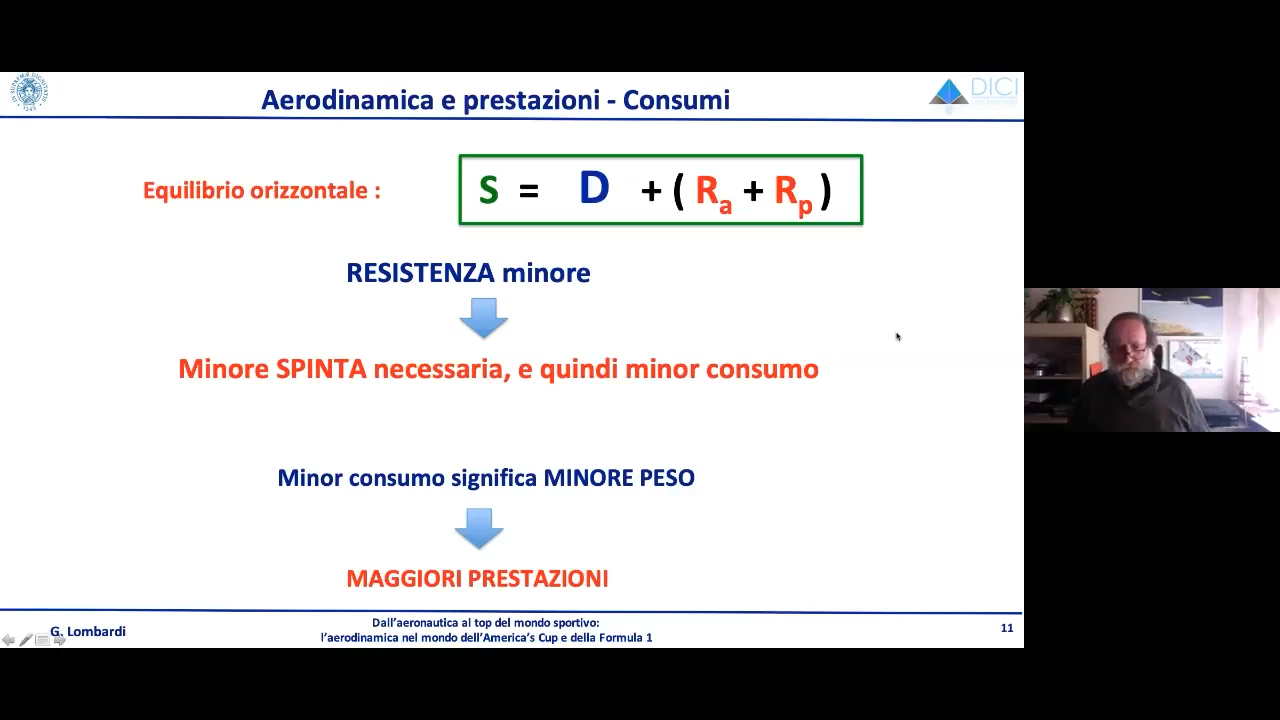 Aerodinamica e prestazioni - Consumi
DICI
Equilibrio orizzontale :
S = D + ( Ra + Rp )
RESISTENZA minore
Minore SPINTA necessaria, e quindi minor consumo
Minor consumo significa MINORE PESO
MAGGIORI PRESTAZIONI
G. Lombardi
Dall'aeronautica al top del mondo sportivo:
l'aerodinamica nel mondo dell'America's Cup e della Formula 1
11